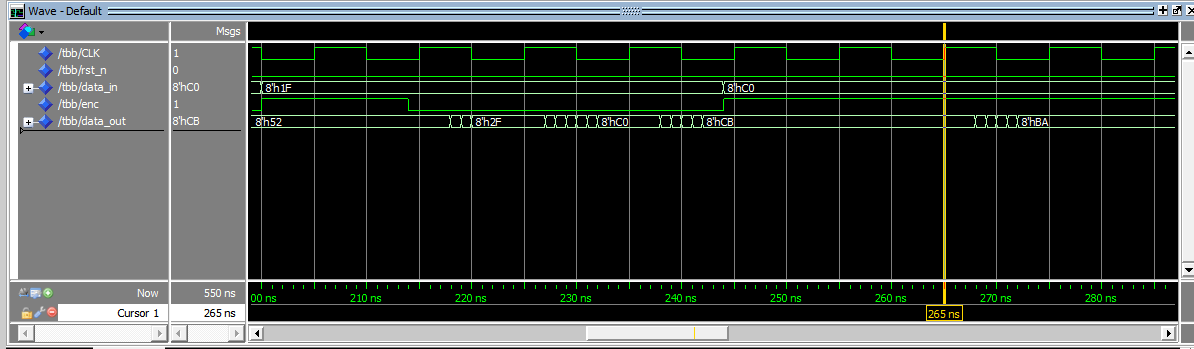 Wave - Default
Msgs
/tbb/CLK 1
/tbb/rst_n 0
/tbb/data_in 8'hC0 8'h1F 8'hC0
/tbb/enc 1
/tbb/data_out 8'hCB 8'h52 8'h2F 8'hC0 8'hCB 8'hBA
Now 550 ns 00 ns 210 ns 220 ns 230 ns 240 ns 250 ns 260 ns 270 ns 280 ns
Cursor 1 265 ns 265 ns